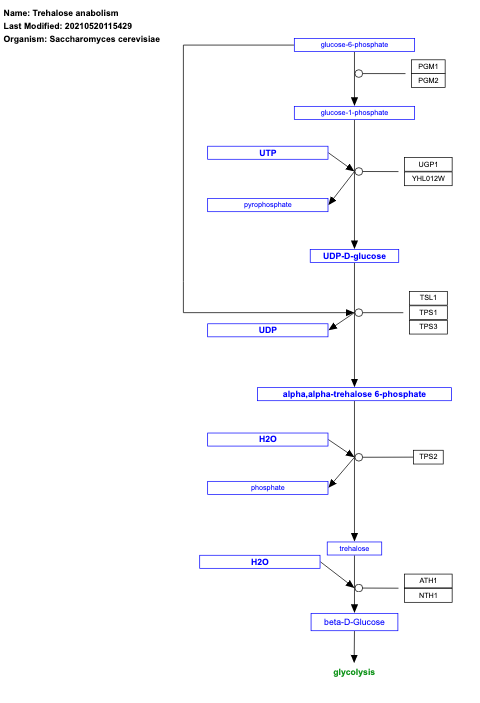 Name: Trehalose anabolism
Last Modified: 20210520115429
Organism: Saccharomyces cerevisiae
glucose-6-phosphate
PGM1
PGM2
glucose-1-phosphate
UTP
UGP1
YHL012W
pyrophosphate
UDP-D-glucose
TSL1
TPS1
TPS3
UDP
alpha,alpha-trehalose 6-phosphate
H2O
TPS2
phosphate
trehalose
H2O
ATH1
NTH1
beta-D-Glucose
glycolysis